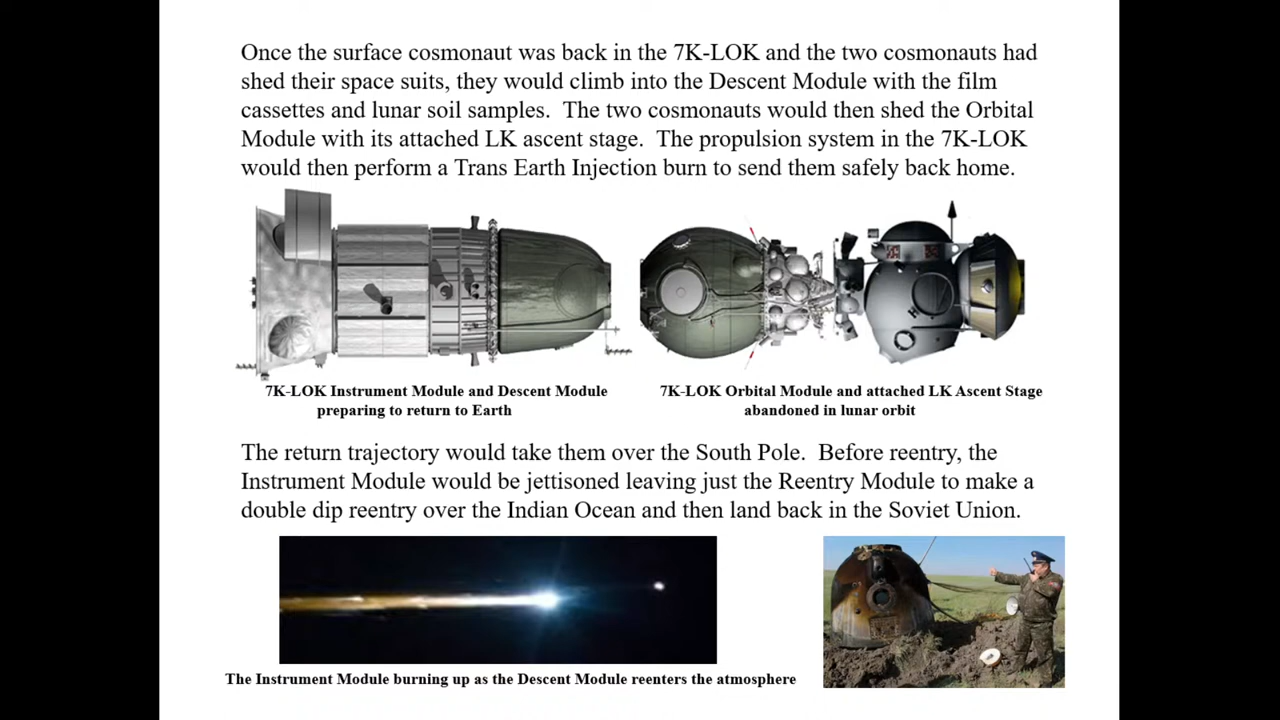 Once the surface cosmonaut was back in the 7K-LOK and the two cosmonauts had
shed their space suits, they would climb into the Descent Module with the film
cassettes and lunar soil samples.  The two cosmonauts would then shed the Orbital
Module with its attached LK ascent stage.  The propulsion system in the 7K-LOK
would then perform a Trans Earth Injection burn to send them safely back home.
7K-LOK Instrument Module and Descent Module
preparing to return to Earth
7K-LOK Orbital Module and attached LK Ascent Stage
abandoned in lunar orbit
The return trajectory would take them over the South Pole.  Before reentry, the
Instrument Module would be jettisoned leaving just the Reentry Module to make a
double dip reentry over the Indian Ocean and then land back in the Soviet Union.
The Instrument Module burning up as the Descent Module reenters the atmosphere